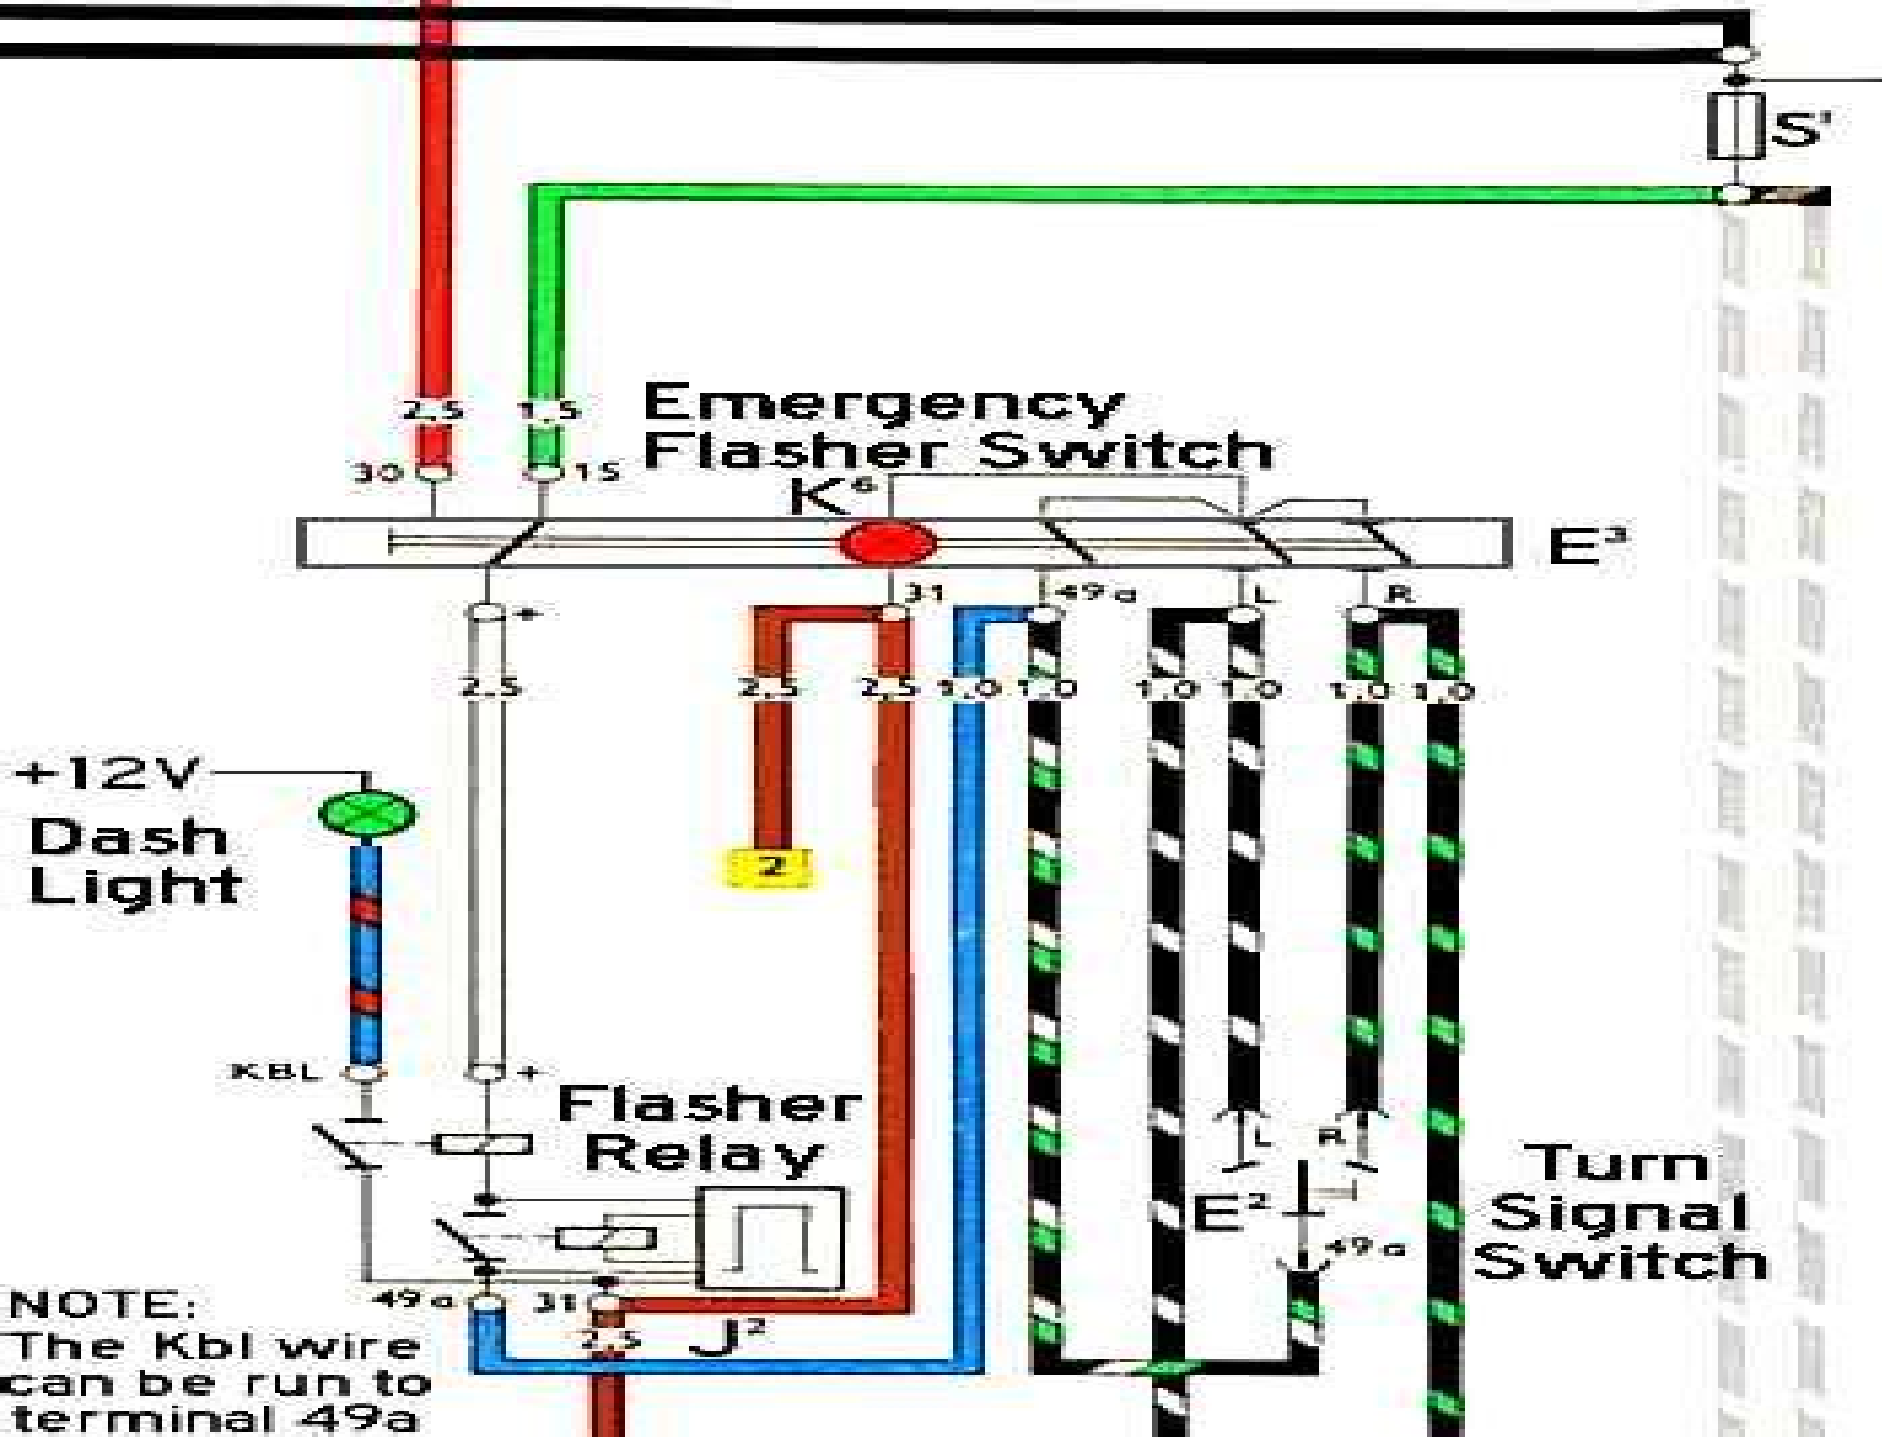 S¹
2.5
1.5
Emergency
Flasher Switch
30
15
K⁶
E³
31
49a
L
R
+
2.5
2.5
2.5
1.0
1.0
1.0
1.0
1.0
1.0
+12V
Dash
Light
2
KBL
+
Flasher
Relay
L
R
E²
Turn
Signal
Switch
49a
49a
31
2.5
J²
NOTE:
The Kbl wire
can be run to
terminal 49a